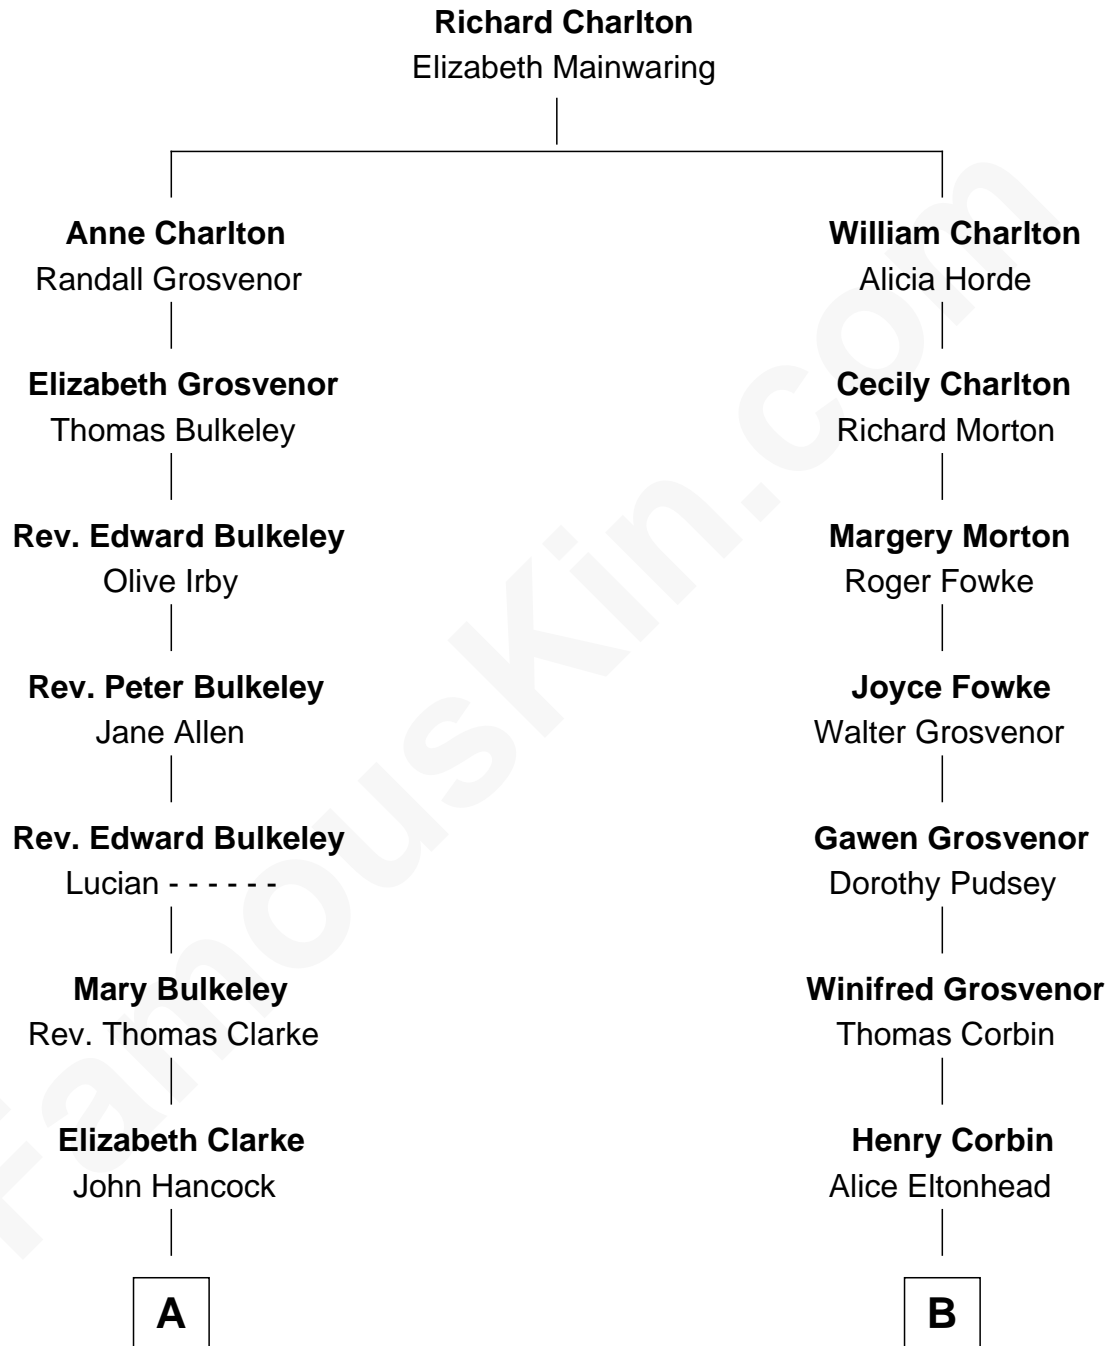 Richard Charlton
Elizabeth Mainwaring
Anne Charlton
Randall Grosvenor
William Charlton
Alicia Horde
Elizabeth Grosvenor
Thomas Bulkeley
Cecily Charlton
Richard Morton
Rev. Edward Bulkeley
Olive Irby
Margery Morton
Roger Fowke
Rev. Peter Bulkeley
Jane Allen
Joyce Fowke
Walter Grosvenor
Rev. Edward Bulkeley
Lucian - - - - - -
Gawen Grosvenor
Dorothy Pudsey
Mary Bulkeley
Rev. Thomas Clarke
Winifred Grosvenor
Thomas Corbin
Elizabeth Clarke
John Hancock
Henry Corbin
Alice Eltonhead
A
B
FamousKin.com